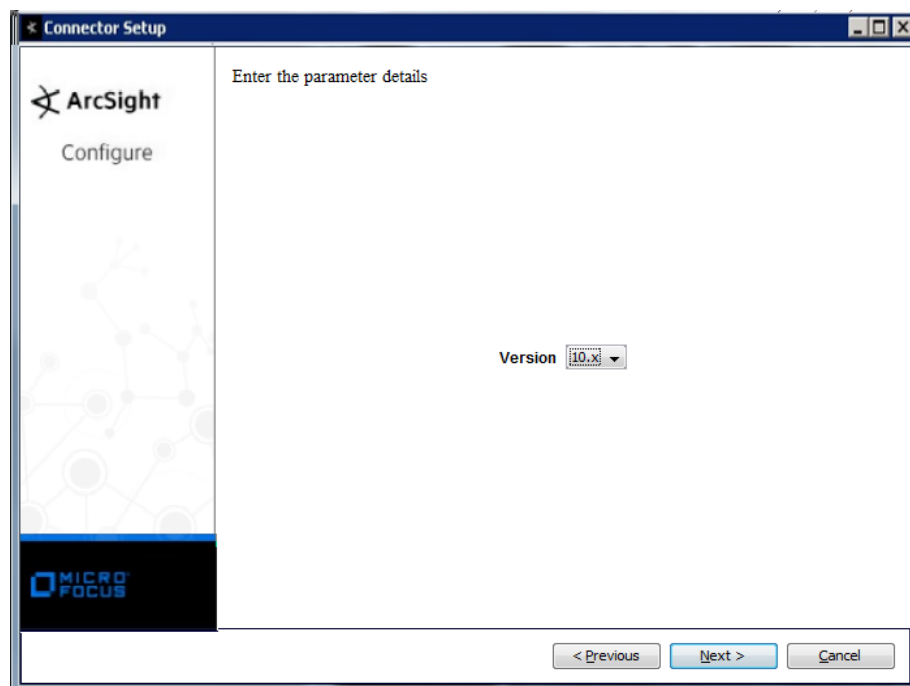 Connector Setup
ArcSight
Configure
Enter the parameter details
Version 10.x
MICRO
FOCUS
< Previous
Next >
Cancel